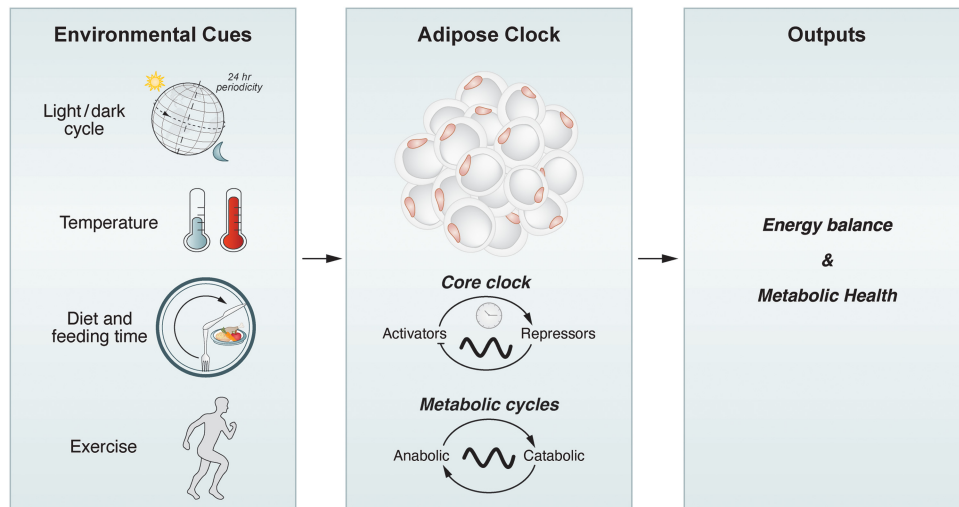 Environmental Cues
24 hr
periodicity
Light/dark
cycle
Temperature
Diet and
feeding time
Exercise
Adipose Clock
Core clock
Activators
Repressors
Metabolic cycles
Anabolic
Catabolic
Outputs
Energy balance
&
Metabolic Health